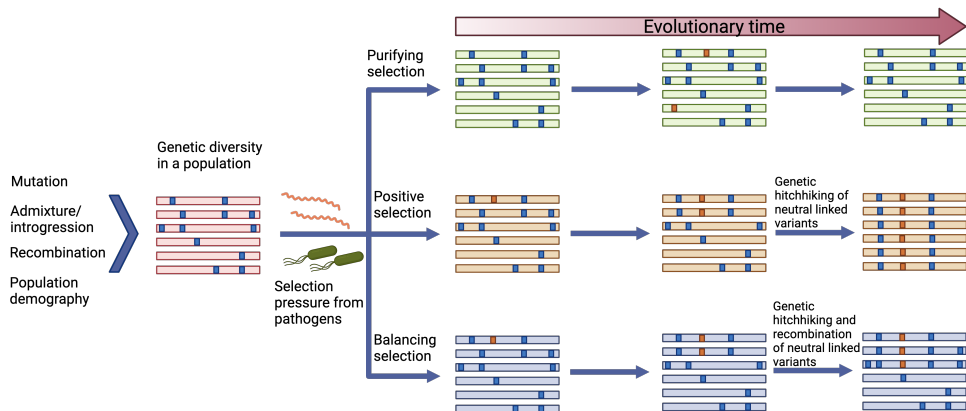 Evolutionary time
Purifying
selection
Genetic diversity
in a population
Mutation
Admixture/
introgression
Recombination
Population
demography
Selection
pressure from
pathogens
Positive
selection
Genetic
hitchhiking of
neutral linked
variants
Balancing
selection
Genetic
hitchhiking and
recombination
of neutral linked
variants